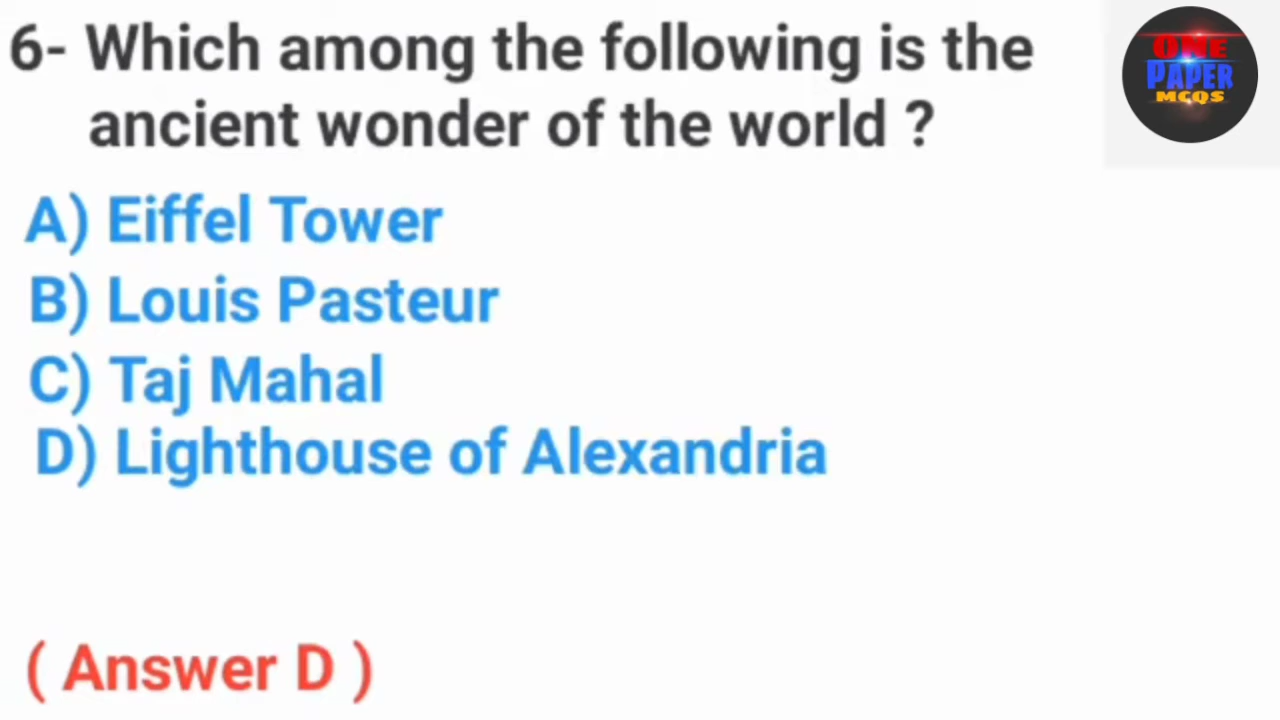 6- Which among the following is the
ancient wonder of the world ?
A) Eiffel Tower
B) Louis Pasteur
C) Taj Mahal
D) Lighthouse of Alexandria
( Answer D )
ONE
PAPER
MCQS